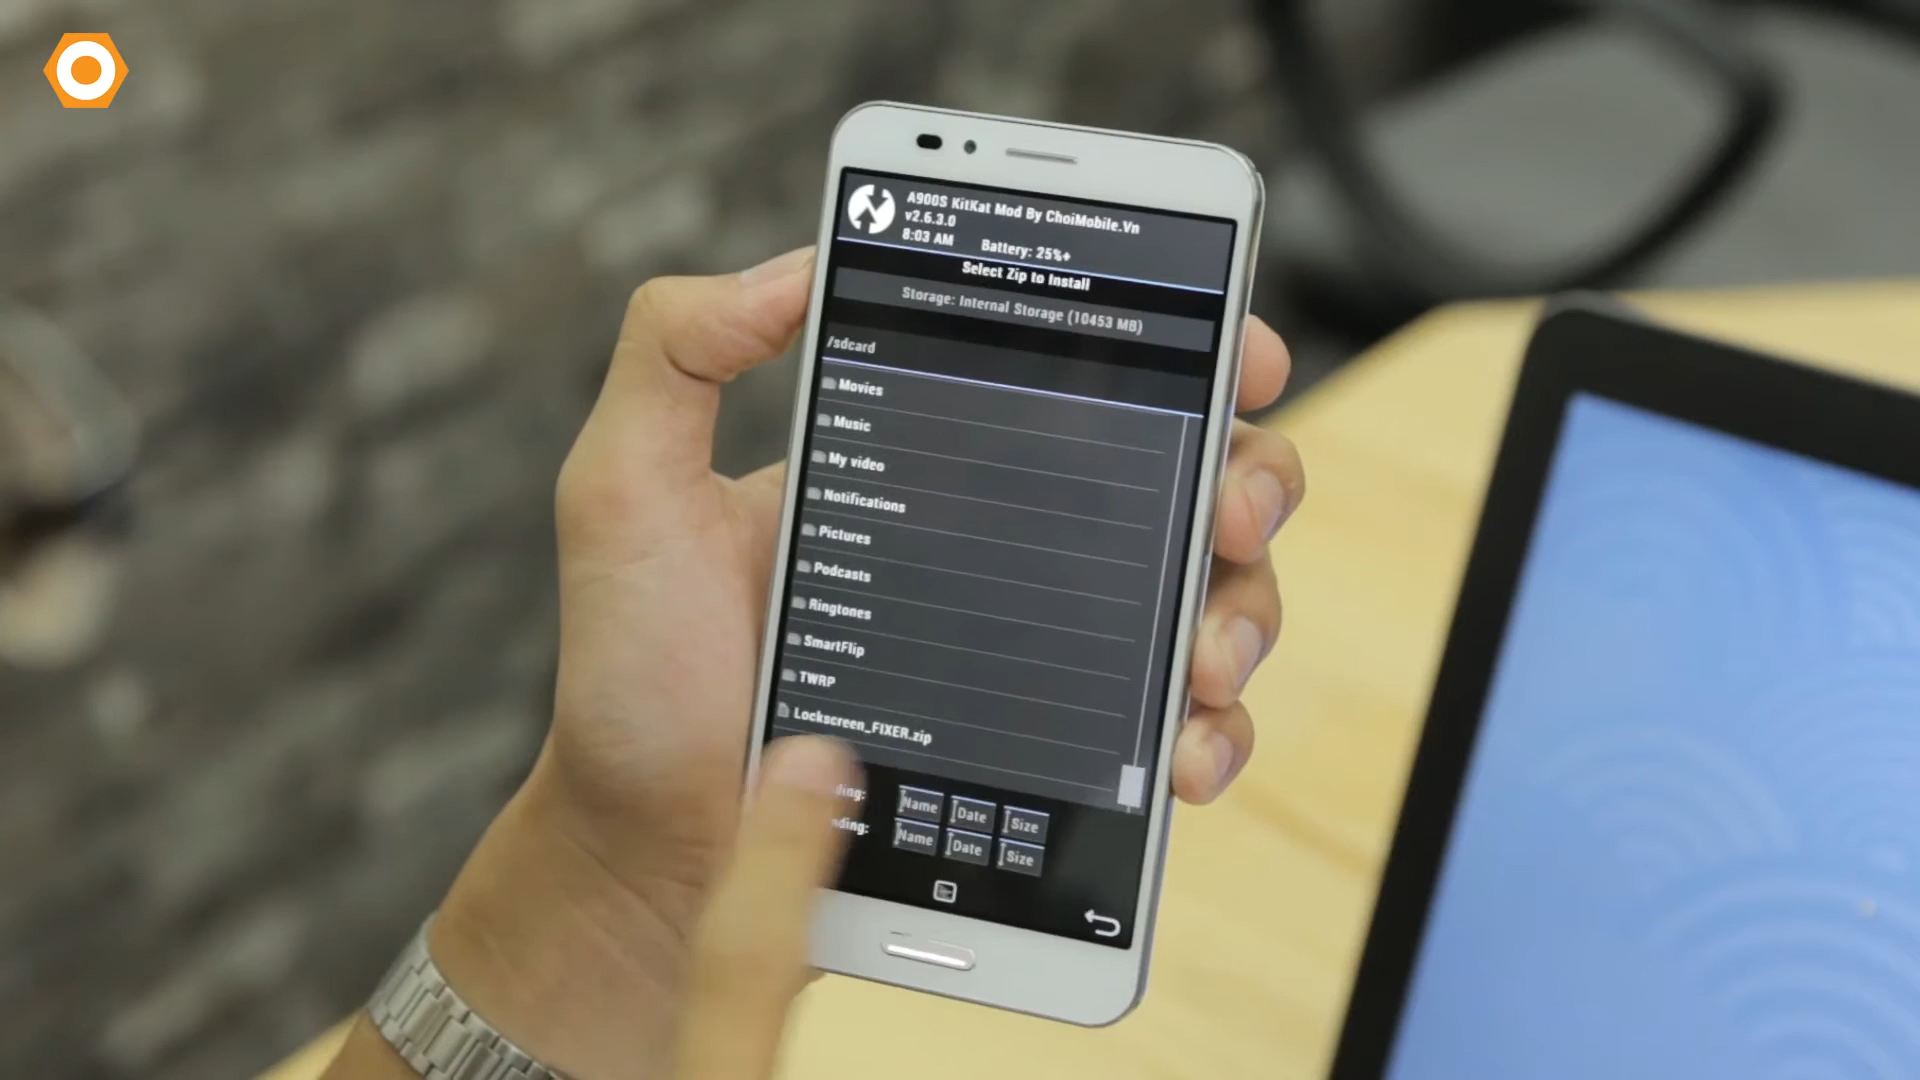 A900S KitKat Mod By ChoiMobile.Vn
v2.6.3.0
8:03 AM Battery: 25%+
Select Zip to Install
Storage: Internal Storage (10453 MB)
/sdcard
Movies
Music
My video
Notifications
Pictures
Podcasts
Ringtones
SmartFlip
TWRP
Lockscreen_FIXER.zip
Name Date Size
Name Date Size